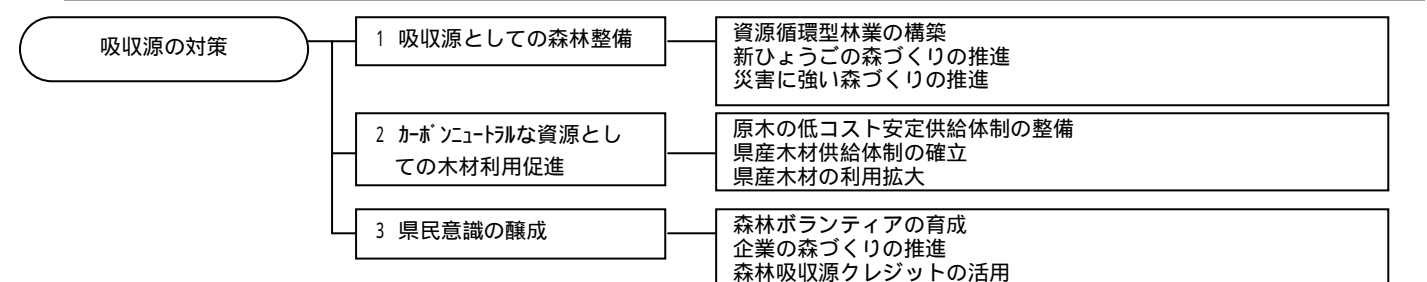 吸収源の対策
1 吸収源としての森林整備
資源循環型林業の構築
新ひょうごの森づくりの推進
災害に強い森づくりの推進
2 ｶｰﾎﾞﾝﾆｭｰﾄﾗﾙな資源とし
ての木材利用促進
原木の低コスト安定供給体制の整備
県産木材供給体制の確立
県産木材の利用拡大
3 県民意識の醸成
森林ボランティアの育成
企業の森づくりの推進
森林吸収源クレジットの活用